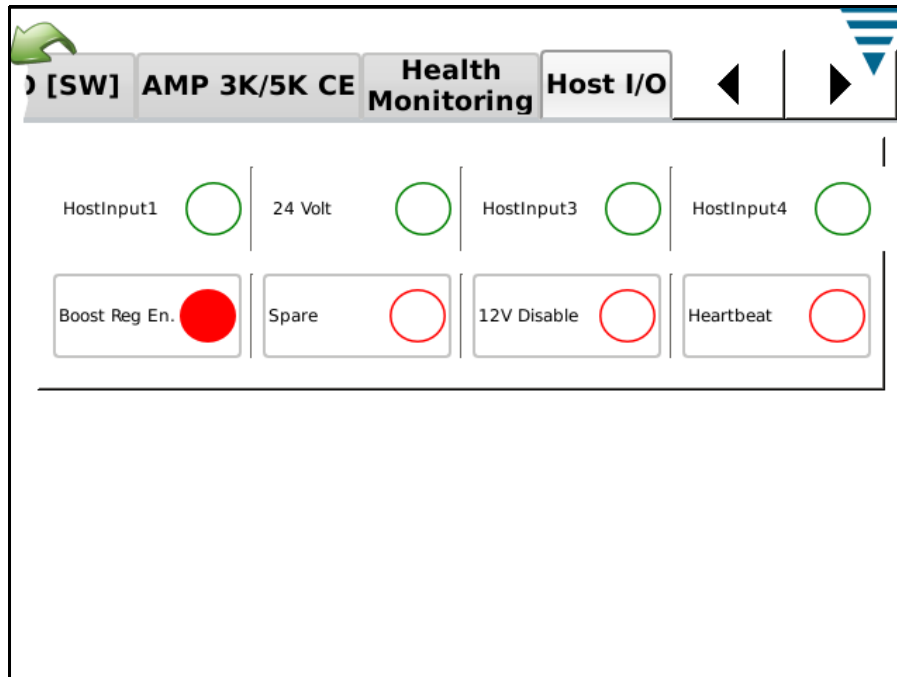 [SW]
AMP 3K/5K CE
Health
Monitoring
Host I/O
HostInput1
24 Volt
HostInput3
HostInput4
Boost Reg En.
Spare
12V Disable
Heartbeat